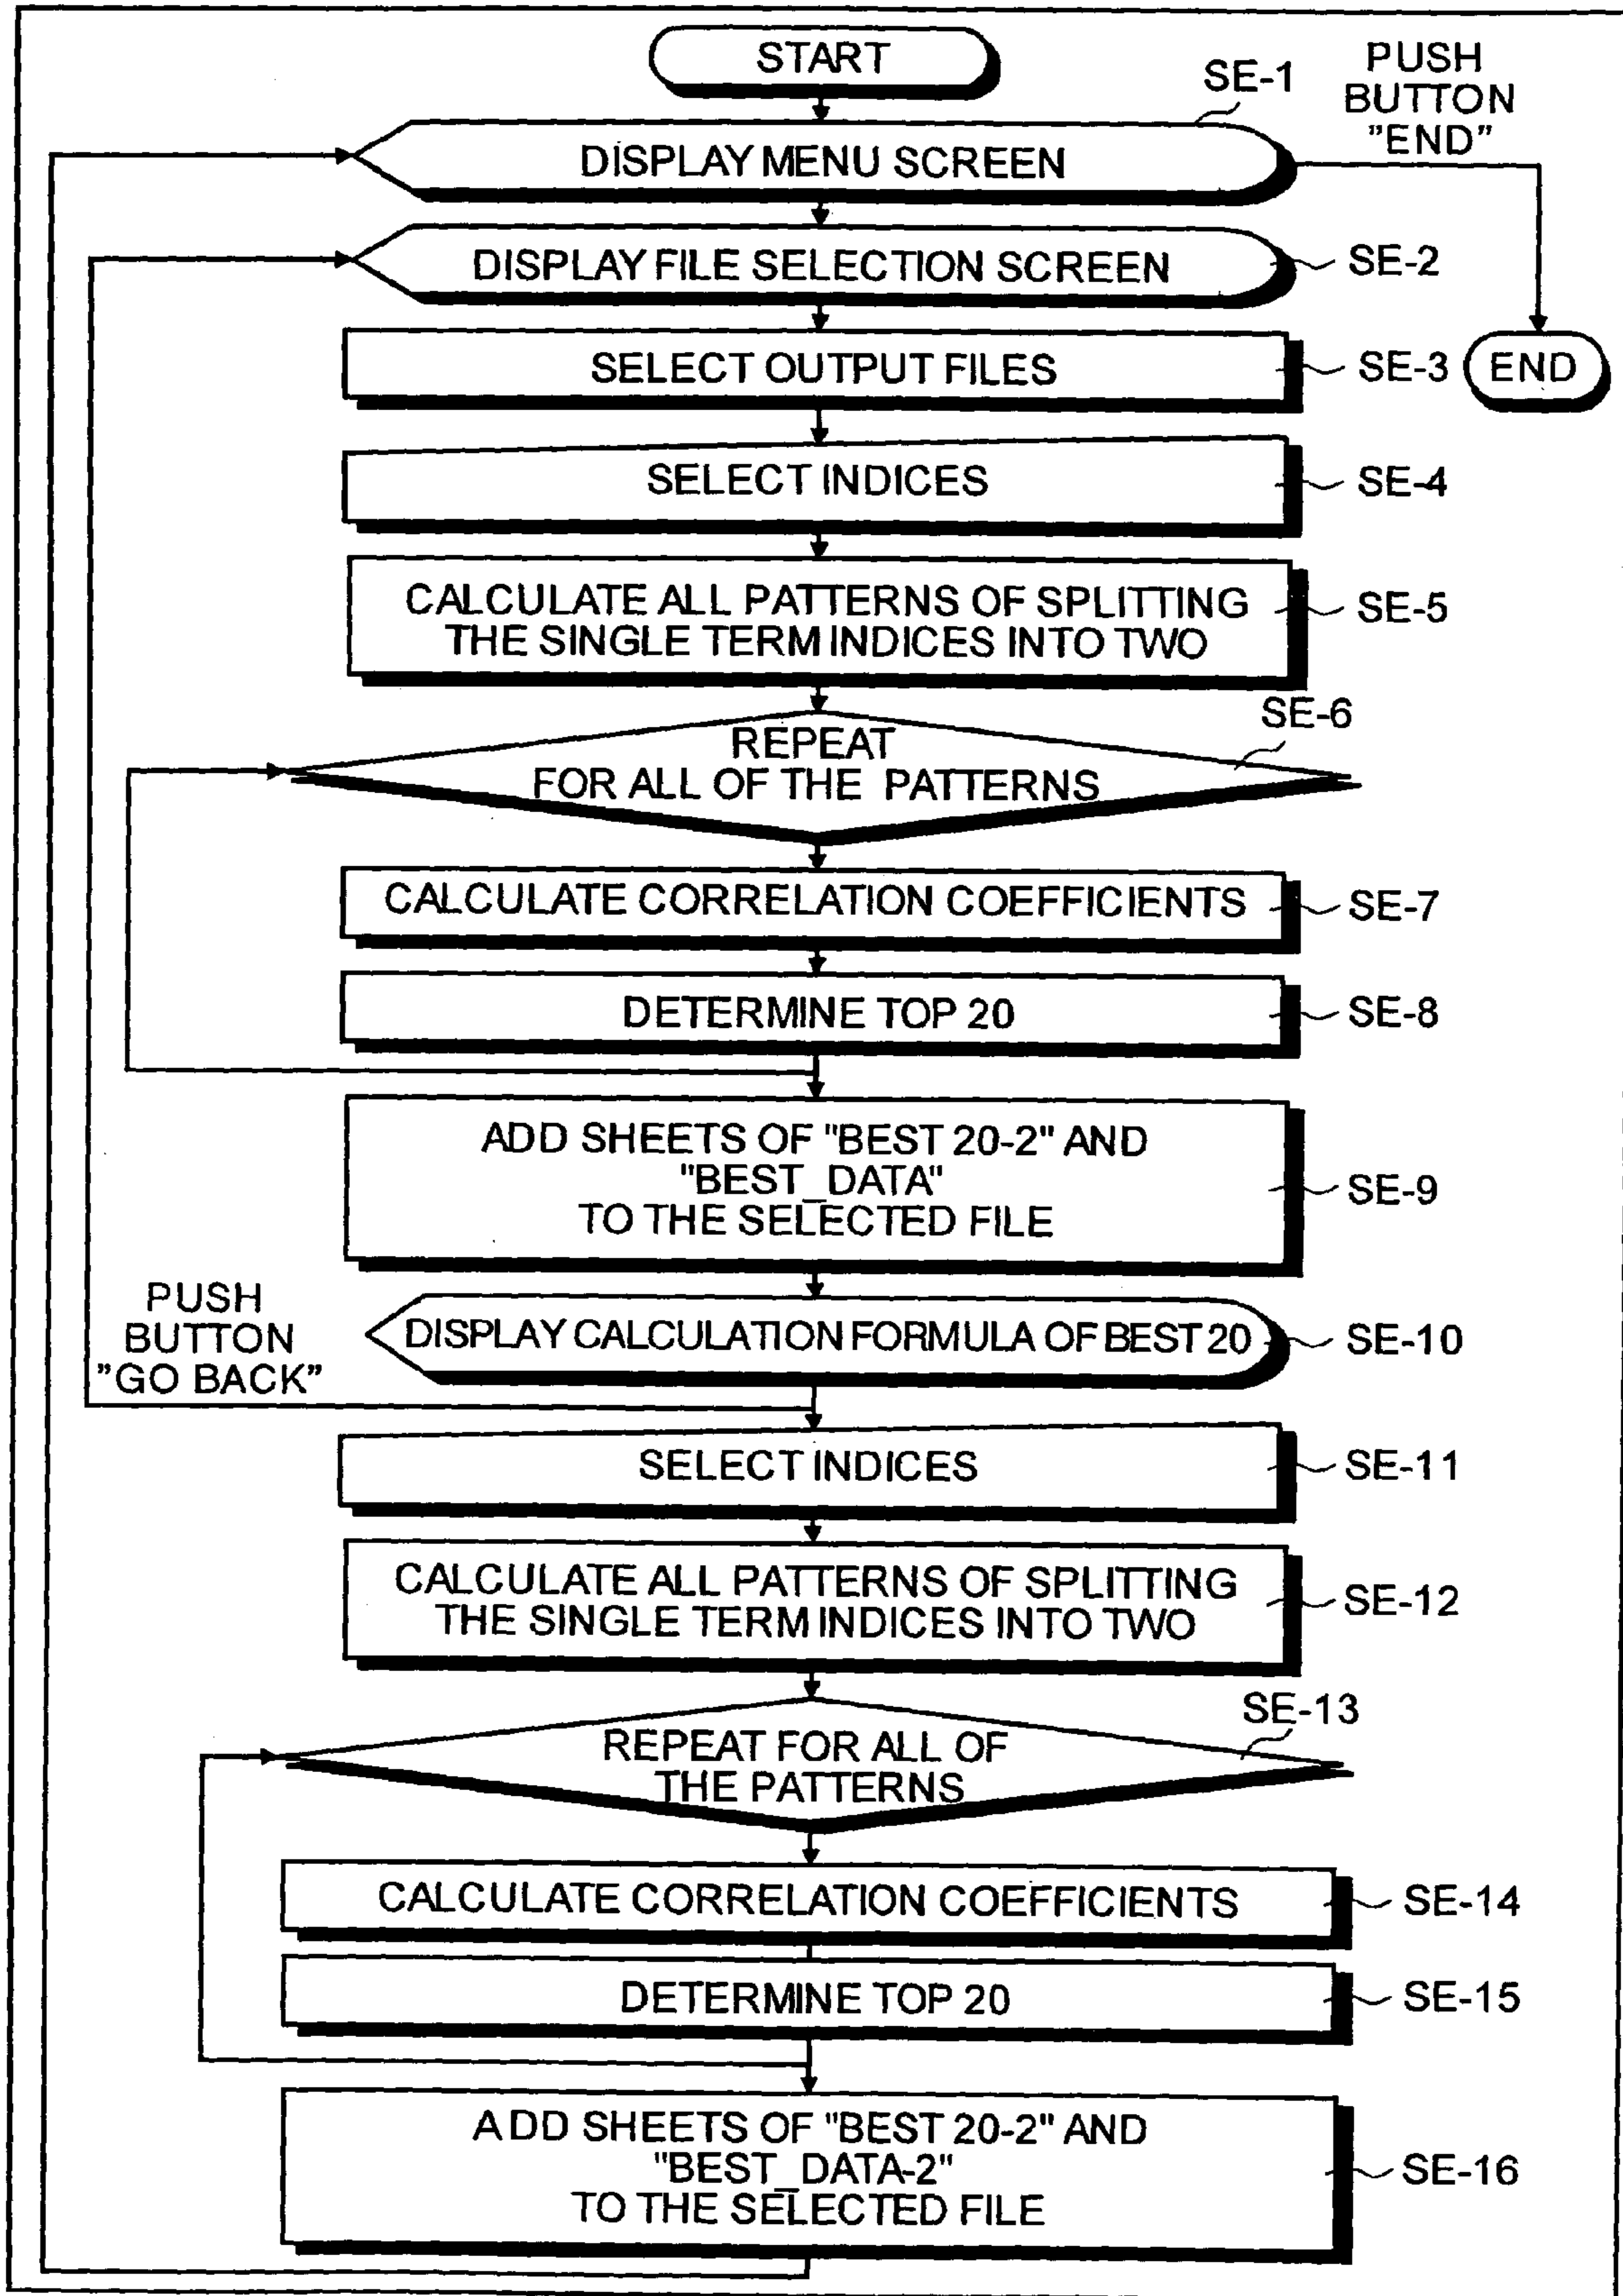 START
SE-1
PUSH
BUTTON
"END"
DISPLAY MENU SCREEN
DISPLAY FILE SELECTION SCREEN
SE-2
SELECT OUTPUT FILES
SE-3
END
SELECT INDICES
SE-4
CALCULATE ALL PATTERNS OF SPLITTING
THE SINGLE TERM INDICES INTO TWO
SE-5
SE-6
REPEAT
FOR ALL OF THE PATTERNS
CALCULATE CORRELATION COEFFICIENTS
SE-7
DETERMINE TOP 20
SE-8
ADD SHEETS OF "BEST 20-2" AND
"BEST_DATA"
TO THE SELECTED FILE
SE-9
PUSH
BUTTON
"GO BACK"
DISPLAY CALCULATION FORMULA OF BEST 20
SE-10
SELECT INDICES
SE-11
CALCULATE ALL PATTERNS OF SPLITTING
THE SINGLE TERM INDICES INTO TWO
SE-12
SE-13
REPEAT FOR ALL OF
THE PATTERNS
CALCULATE CORRELATION COEFFICIENTS
SE-14
DETERMINE TOP 20
SE-15
ADD SHEETS OF "BEST 20-2" AND
"BEST_DATA-2"
TO THE SELECTED FILE
SE-16